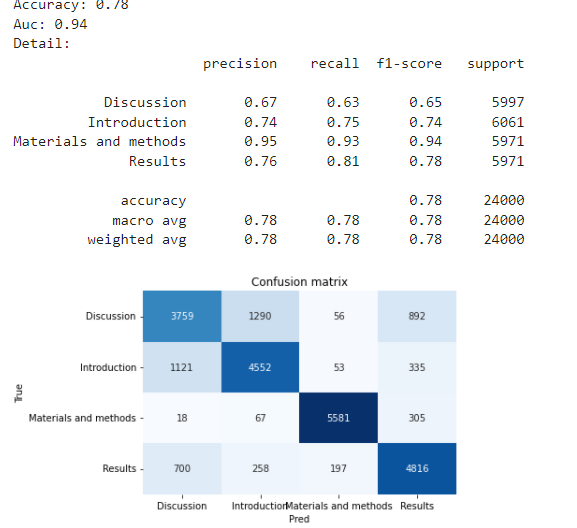 Accuracy: 0.78
Auc: 0.94
Detail:
precision recall f1-score support
Discussion 0.67 0.63 0.65 5997
Introduction 0.74 0.75 0.74 6061
Materials and methods 0.95 0.93 0.94 5971
Results 0.76 0.81 0.78 5971
accuracy 0.78 24000
macro avg 0.78 0.78 0.78 24000
weighted avg 0.78 0.78 0.78 24000
Confusion matrix
Discussion 3759 1290 56 892
Introduction 1121 4552 53 335
True
Materials and methods 18 67 5581 305
Results 700 258 197 4816
Discussion Introduction Materials and methods Results
Pred